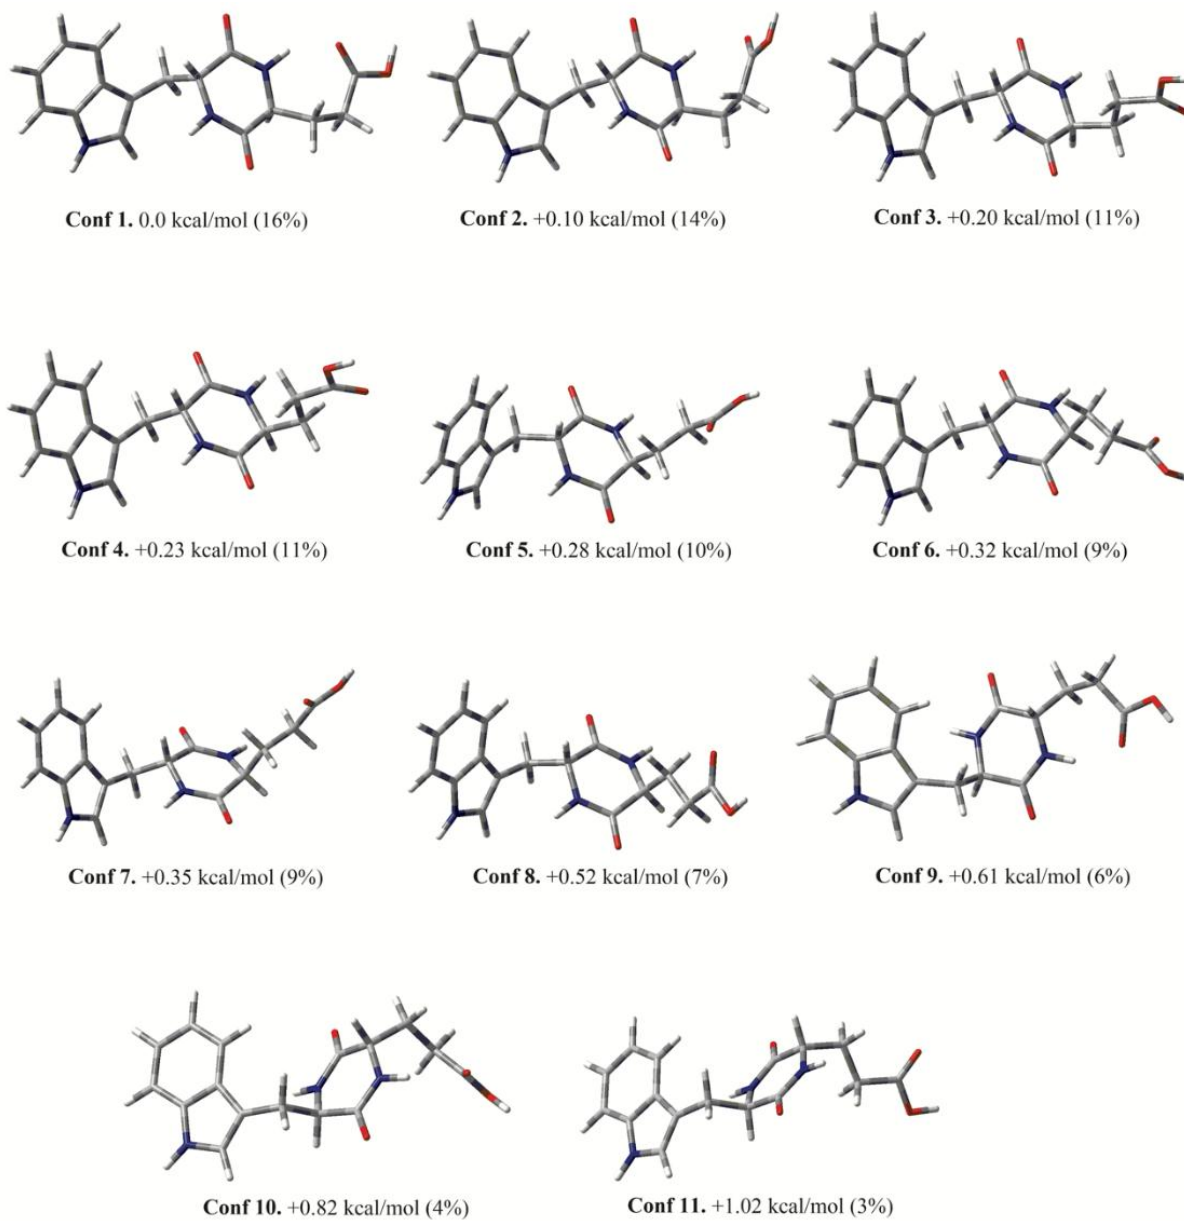 Conf 1. 0.0 kcal/mol (16%)
Conf 2. +0.10 kcal/mol (14%)
Conf 3. +0.20 kcal/mol (11%)
Conf 4. +0.23 kcal/mol (11%)
Conf 5. +0.28 kcal/mol (10%)
Conf 6. +0.32 kcal/mol (9%)
Conf 7. +0.35 kcal/mol (9%)
Conf 8. +0.52 kcal/mol (7%)
Conf 9. +0.61 kcal/mol (6%)
Conf 10. +0.82 kcal/mol (4%)
Conf 11. +1.02 kcal/mol (3%)